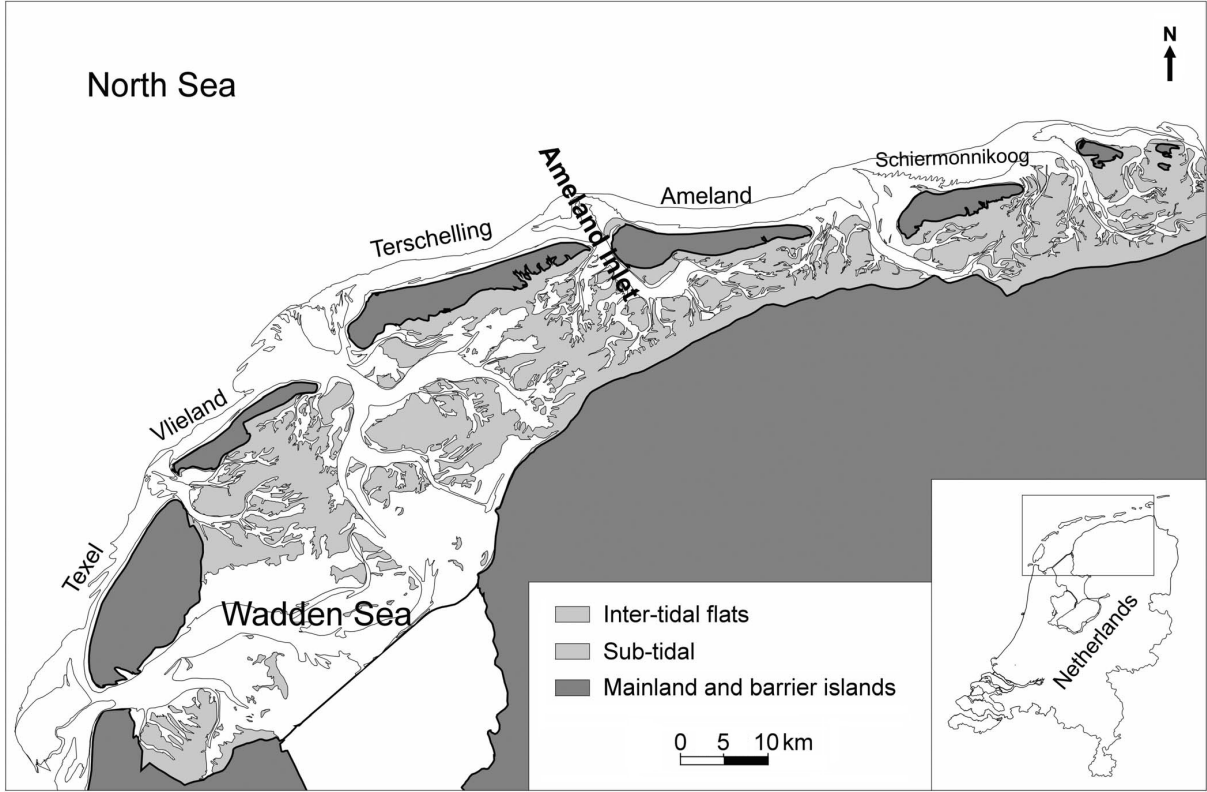 North Sea
N
Schiermonnikoog
Ameland
Ameland Inlet
Terschelling
Vlieland
Texel
Wadden Sea
Inter-tidal flats
Sub-tidal
Mainland and barrier islands
0 5 10 km
Netherlands